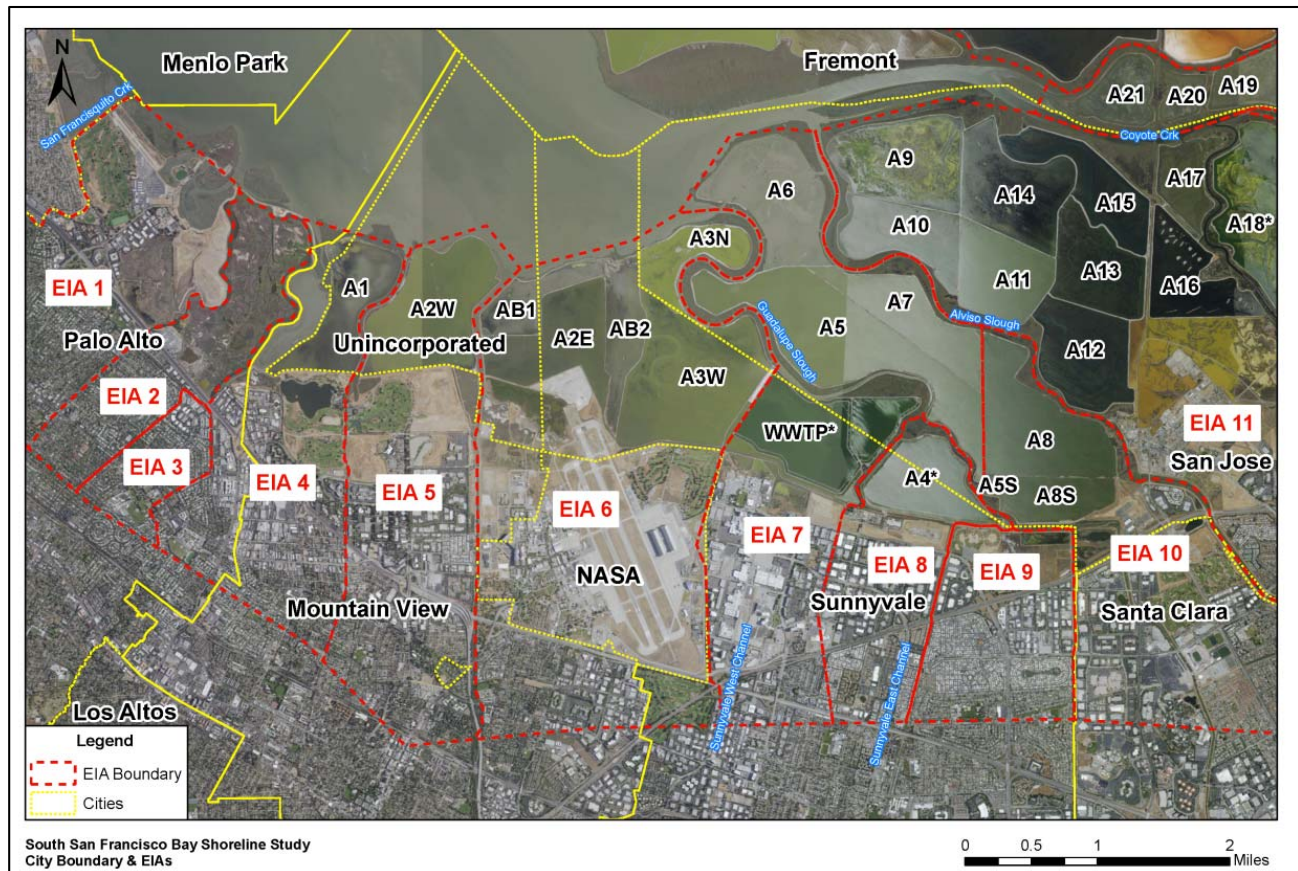 N
Menlo Park
Fremont
San Francisquito Crk
A21
A20
A19
Coyote Crk
A9
A6
A14
A15
A17
A18*
A10
A3N
A1
A11
A13
A16
EIA 1
A2W
AB1
A7
Palo Alto
Unincorporated
A2E
AB2
Guadalupe Slough
A5
Alviso Slough
A12
EIA 2
A3W
EIA 3
WWTP*
A8
EIA 11
San Jose
EIA 4
EIA 5
EIA 6
EIA 7
A4*
A5S
A8S
EIA 8
EIA 9
EIA 10
NASA
Mountain View
Sunnyvale
Santa Clara
Sunnyvale West Channel
Sunnyvale East Channel
Los Altos
Legend
EIA Boundary
Cities
South San Francisco Bay Shoreline Study
City Boundary & EIAs
0 0.5 1 2
Miles